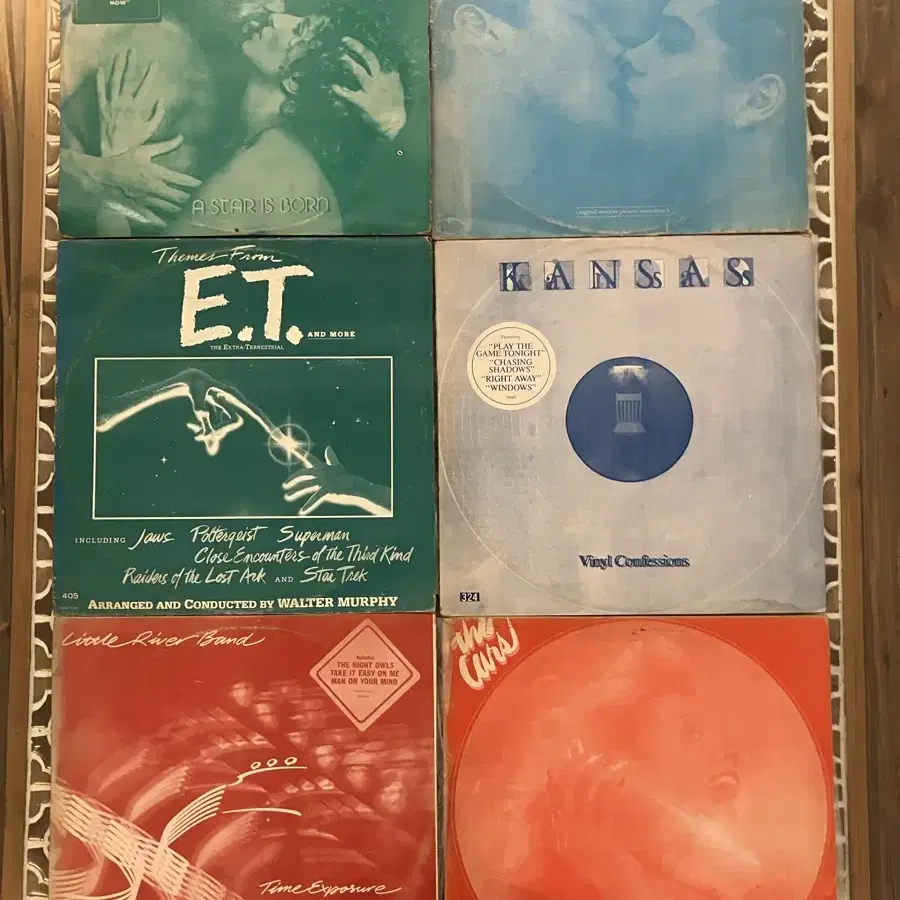 NOW"
A STAR IS BORN
original motion picture soundtrack
Themes From
E.T.
AND MORE
THE EXTRA-TERRESTRIAL
INCLUDING Jaws Poltergeist Superman
Close Encounters of the Third Kind
Raiders of the Lost Ark AND Star Trek
405
ARRANGED AND CONDUCTED BY WALTER MURPHY
KANSAS
"PLAY THE
GAME TONIGHT"
"CHASING
SHADOWS"
"RIGHT AWAY"
"WINDOWS"
Vinyl Confessions
324
Little River Band
Includes:
THE NIGHT OWLS
TAKE IT EASY ON ME
MAN ON YOUR MIND
Time Exposure
the Cars